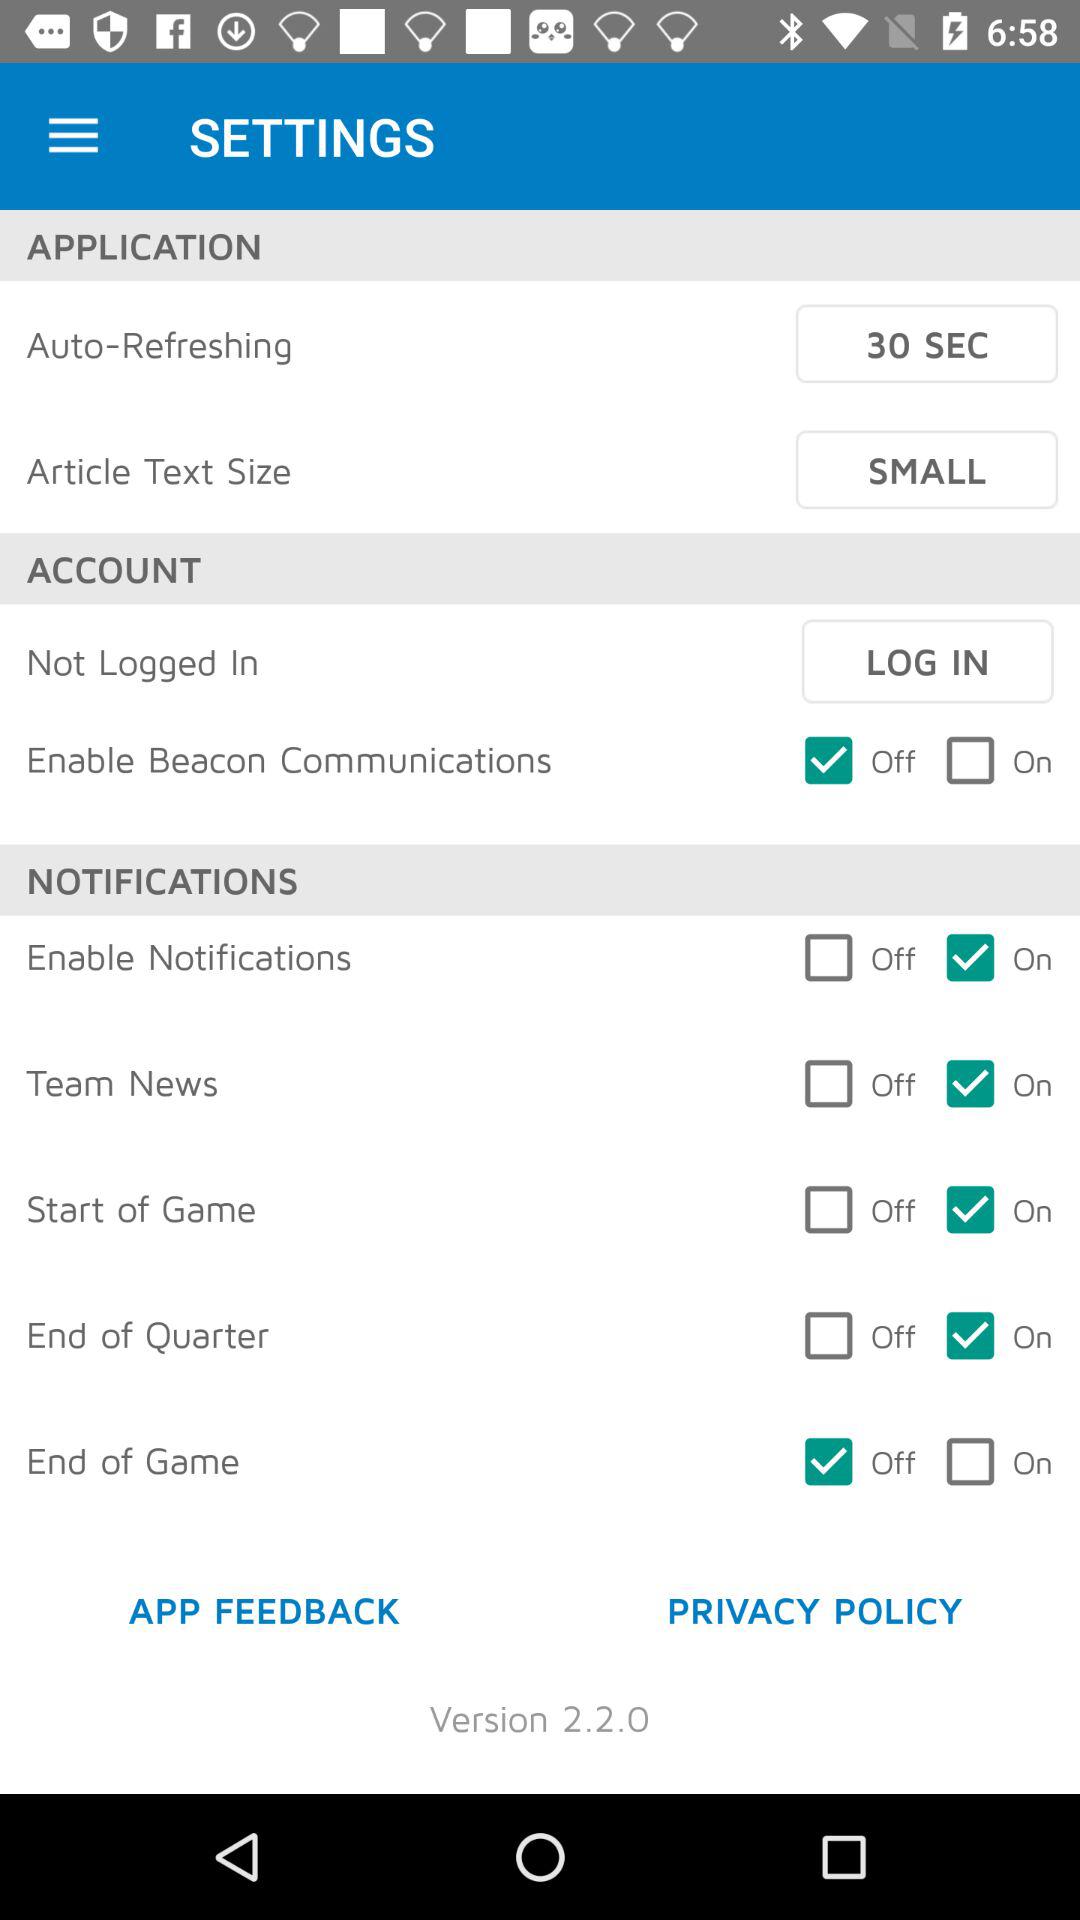 6:58
SETTINGS
APPLICATION
Auto-Refreshing 30 SEC
Article Text Size SMALL
ACCOUNT
Not Logged In LOG IN
Enable Beacon Communications Off On
NOTIFICATIONS
Enable Notifications Off On
Team News Off On
Start of Game Off On
End of Quarter Off On
End of Game Off On
APP FEEDBACK PRIVACY POLICY
Version 2.2.0